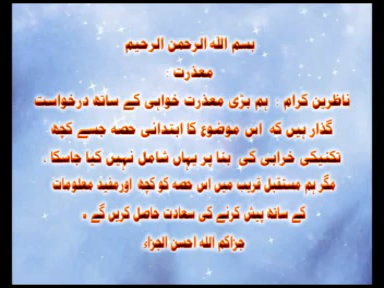 بسم اللہ الرحمن الرحیم
معذرت :
ناظرین کرام : ہم بڑی معذرت خواہی کے ساتھ درخواست
گذار ہیں کہ اس موضوع کا ابتدائی حصہ جسے کچھ
تکنیکی خرابی کی بنا پر یہاں شامل نہیں کیا جاسکا ،
مگر ہم مستقبل قریب میں اس حصہ کو کچھ اورمفید معلومات
کے ساتھ پیش کرنے کی سعادت حاصل کریں گے ۔
جزاکم اللہ احسن الجزاء